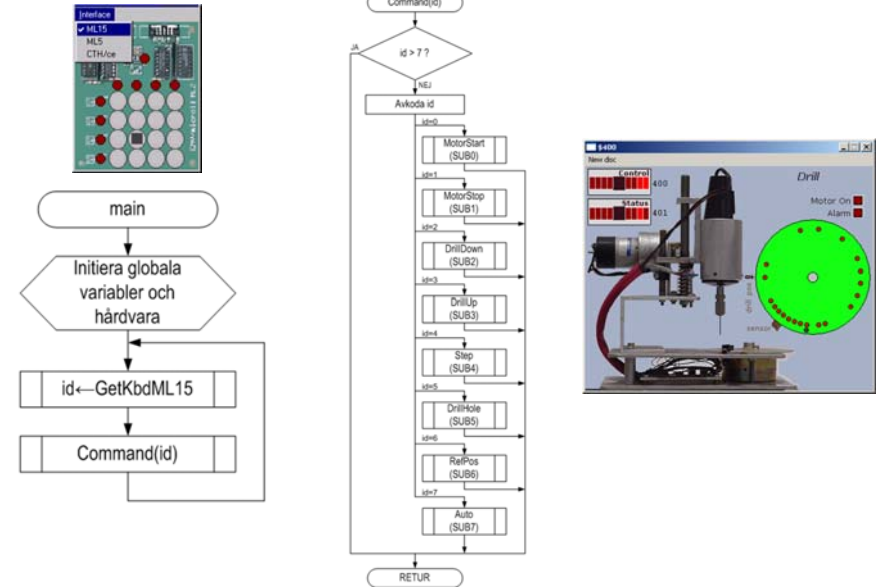 Interface
ML15
ML5
CTH/ce
main
Initiera globala
variabler och
hårdvara
id←GetKbdML15
Command(id)
Command(id)
id > 7 ?
JA
NEJ
Avkoda id
id=0
MotorStart
(SUB0)
id=1
MotorStop
(SUB1)
id=2
DrillDown
(SUB2)
id=3
DrillUp
(SUB3)
id=4
Step
(SUB4)
id=5
DrillHole
(SUB5)
id=6
RefPos
(SUB6)
id=7
Auto
(SUB7)
RETUR
$400
New disc
Control
400
Status
401
Drill
Motor On
Alarm
drill pos
sensor